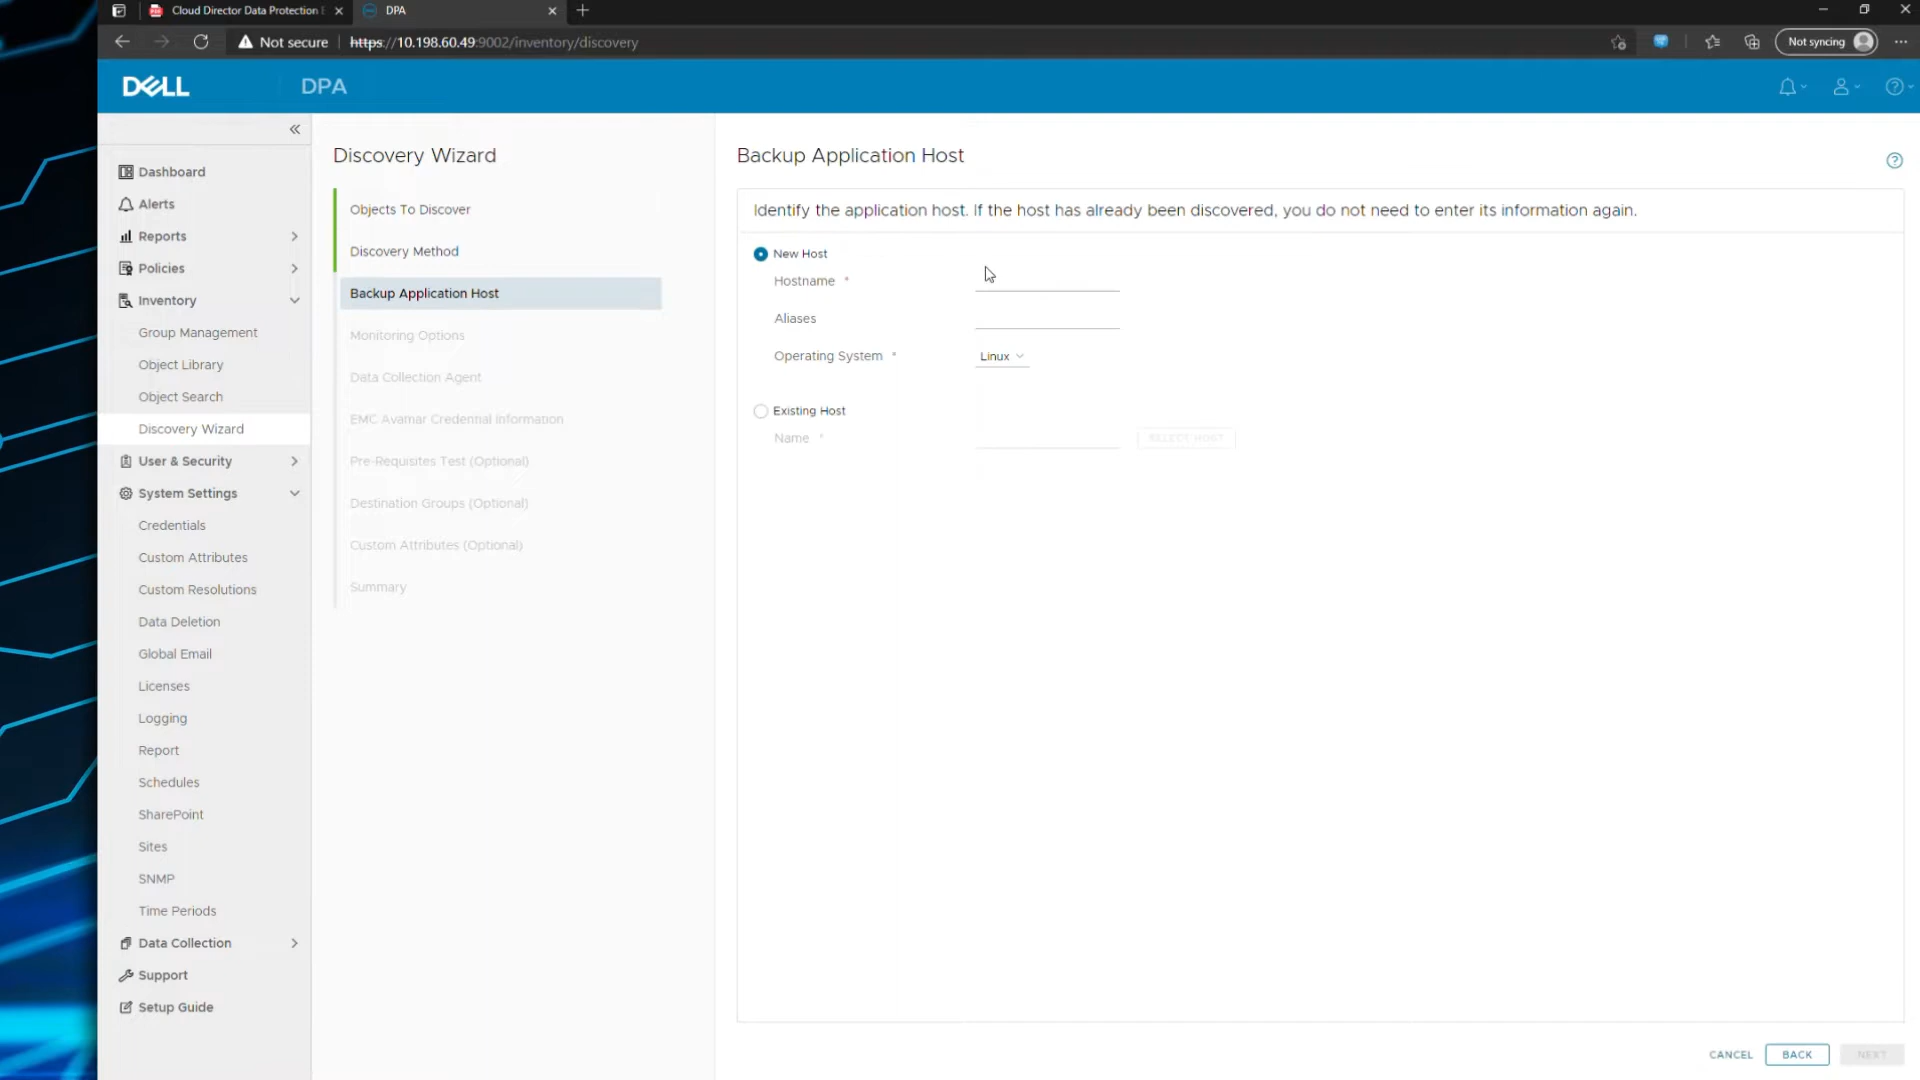 Cloud Director Data Protection E
DPA
Not secure
https://10.198.60.49:9002/inventory/discovery
Not syncing
DELL
DPA
Dashboard
Alerts
Reports
Policies
Inventory
Group Management
Object Library
Object Search
Discovery Wizard
User & Security
System Settings
Credentials
Custom Attributes
Custom Resolutions
Data Deletion
Global Email
Licenses
Logging
Report
Schedules
SharePoint
Sites
SNMP
Time Periods
Data Collection
Support
Setup Guide
Discovery Wizard
Objects To Discover
Discovery Method
Backup Application Host
Monitoring Options
Data Collection Agent
EMC Avamar Credential Information
Pre-Requisites Test (Optional)
Destination Groups (Optional)
Custom Attributes (Optional)
Summary
Backup Application Host
Identify the application host. If the host has already been discovered, you do not need to enter its information again.
New Host
Hostname *
Aliases
Operating System * Linux
Existing Host
Name * SELECT HOST
CANCEL BACK NEXT